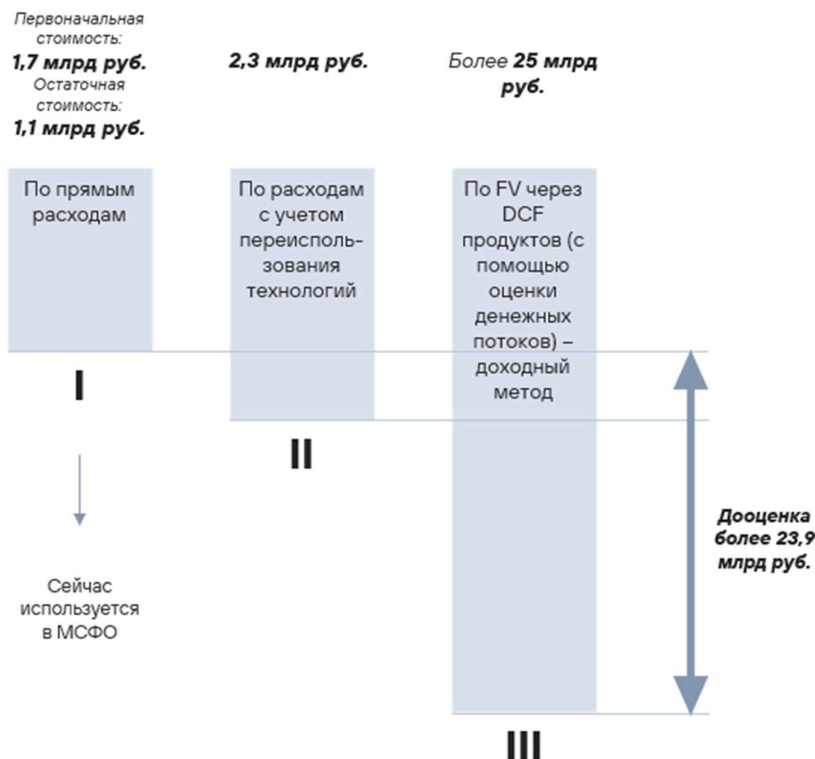 Первоначальная
стоимость:
1,7 млрд руб.
Остаточная
стоимость:
1,1 млрд руб.
2,3 млрд руб.
Более 25 млрд
руб.
По прямым
расходам
По расходам
с учетом
переисполь-
зования
технологий
По FV через
DCF
продуктов (с
помощью
оценки
денежных
потоков) –
доходный
метод
I
II
III
Сейчас
используется
в МСФО
Дооценка
более 23,9
млрд руб.